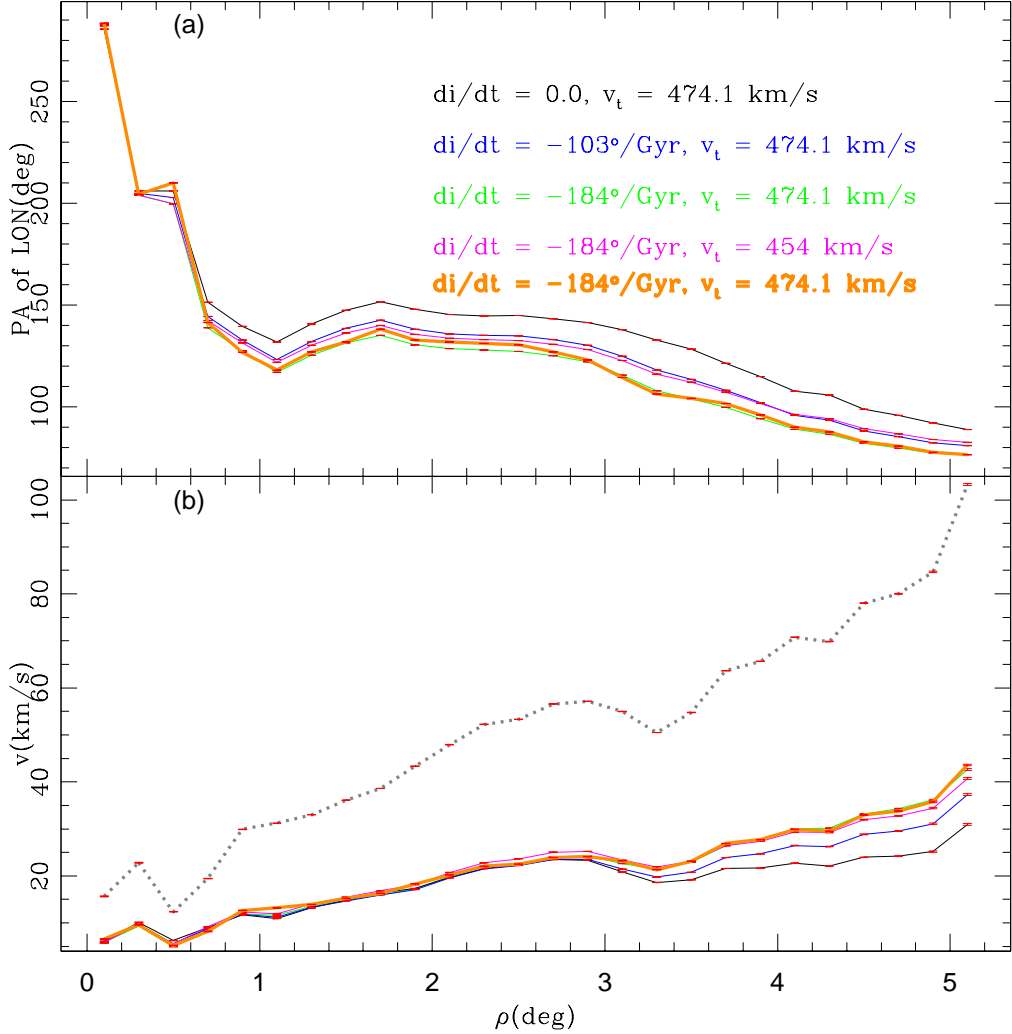 (a)
di/dt = 0.0, v_t = 474.1 km/s
di/dt = −103°/Gyr, v_t = 474.1 km/s
di/dt = −184°/Gyr, v_t = 474.1 km/s
di/dt = −184°/Gyr, v_t = 454 km/s
di/dt = −184°/Gyr, v_t = 474.1 km/s
PA of LON(deg)
250
200
150
100
(b)
v(km/s)
100
80
60
40
20
0 1 2 3 4 5
ρ(deg)